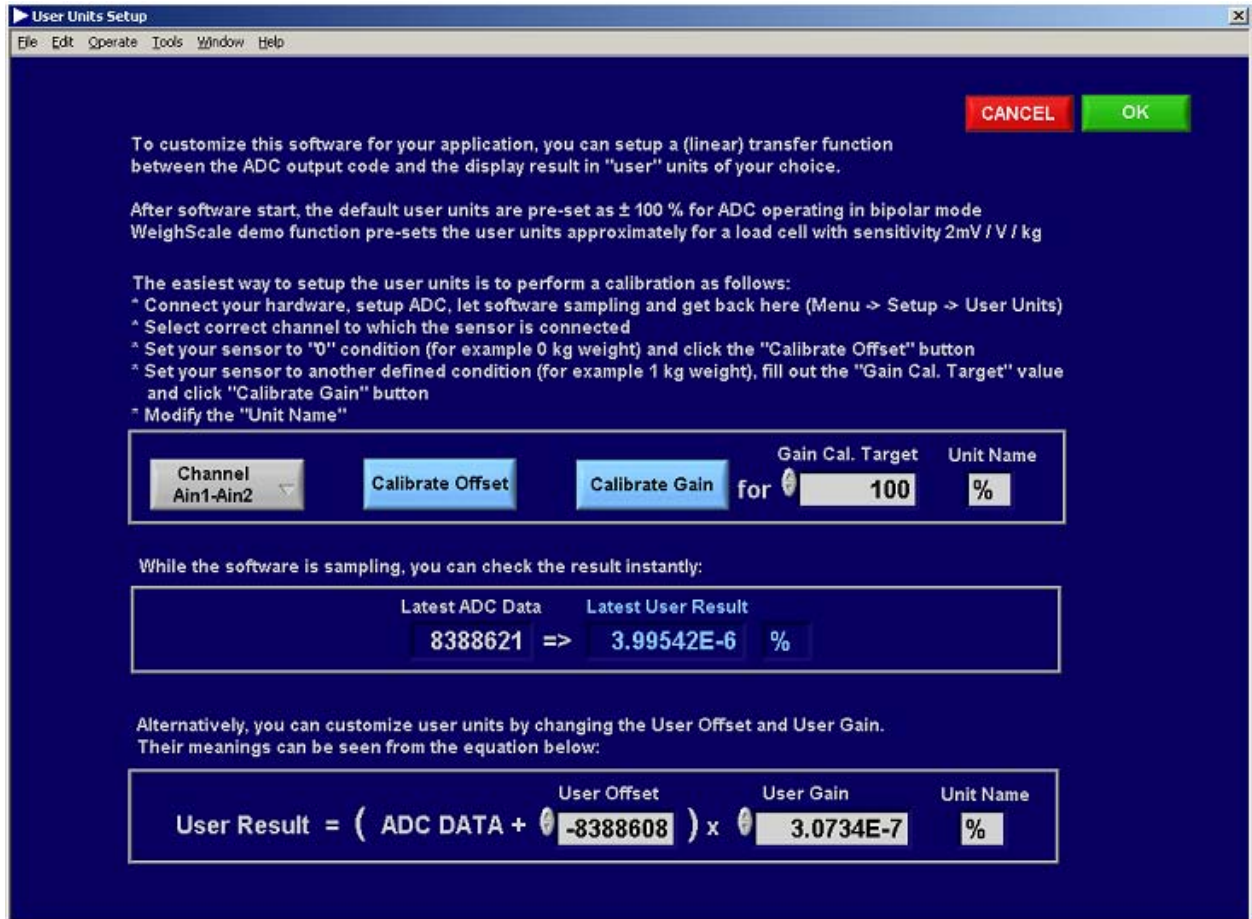 User Units Setup
File Edit Operate Tools Window Help
CANCEL OK
To customize this software for your application, you can setup a (linear) transfer function
between the ADC output code and the display result in "user" units of your choice.
After software start, the default user units are pre-set as ± 100 % for ADC operating in bipolar mode
WeighScale demo function pre-sets the user units approximately for a load cell with sensitivity 2mV / V / kg
The easiest way to setup the user units is to perform a calibration as follows:
* Connect your hardware, setup ADC, let software sampling and get back here (Menu -> Setup -> User Units)
* Select correct channel to which the sensor is connected
* Set your sensor to "0" condition (for example 0 kg weight) and click the "Calibrate Offset" button
* Set your sensor to another defined condition (for example 1 kg weight), fill out the "Gain Cal. Target" value
and click "Calibrate Gain" button
* Modify the "Unit Name"
Gain Cal. Target Unit Name
Channel
Ain1-Ain2
Calibrate Offset Calibrate Gain for 100 %
While the software is sampling, you can check the result instantly:
Latest ADC Data Latest User Result
8388621 => 3.99542E-6 %
Alternatively, you can customize user units by changing the User Offset and User Gain.
Their meanings can be seen from the equation below:
User Offset User Gain Unit Name
User Result = ( ADC DATA + -8388608 ) x 3.0734E-7 %